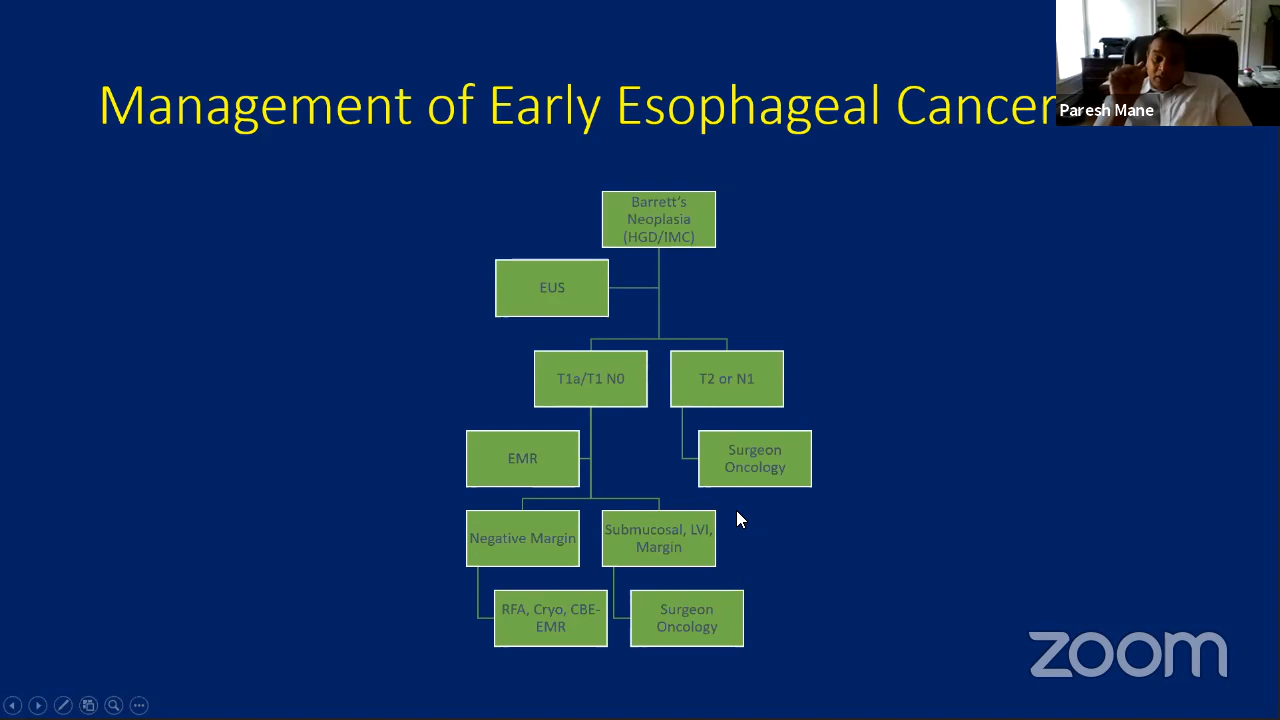 Management of Early Esophageal Cancer
Paresh Mane
Barrett's
Neoplasia
(HGD/IMC)
EUS
T1a/T1 N0
T2 or N1
EMR
Surgeon
Oncology
Negative Margin
Submucosal, LVI,
Margin
RFA, Cryo, CBE-
EMR
Surgeon
Oncology
zoom